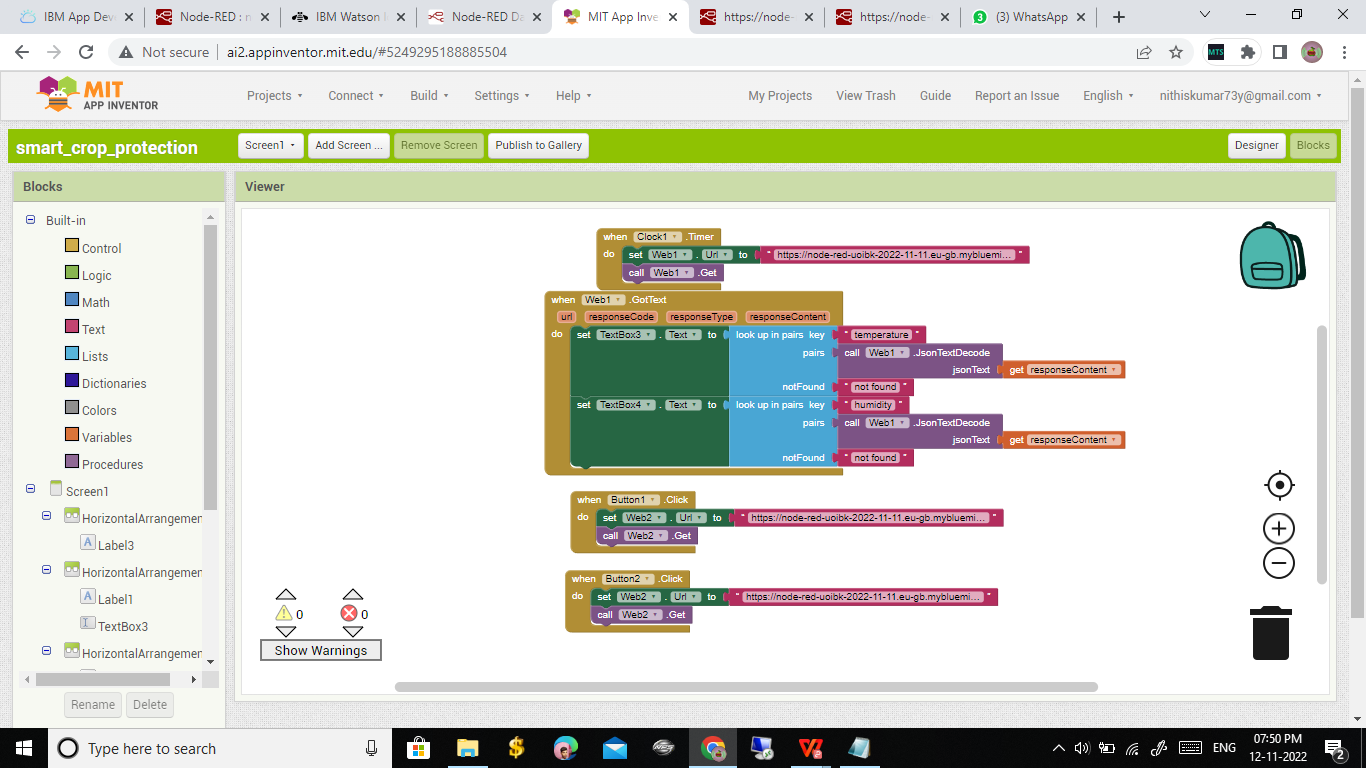 IBM App Dev
Node-RED : n
IBM Watson I
Node-RED Da
MIT App Inve
https://node-
https://node-
(3) WhatsApp
Not secure
ai2.appinventor.mit.edu/#5249295188885504
MTS
MIT
APP INVENTOR
Projects
Connect
Build
Settings
Help
My Projects
View Trash
Guide
Report an Issue
English
nithiskumar73y@gmail.com
smart_crop_protection
Screen1
Add Screen ...
Remove Screen
Publish to Gallery
Designer
Blocks
Blocks
Viewer
Built-in
Control
Logic
Math
Text
Lists
Dictionaries
Colors
Variables
Procedures
Screen1
HorizontalArrangemen
Label3
HorizontalArrangemen
Label1
TextBox3
HorizontalArrangemen
Rename
Delete
when Clock1 .Timer
do set Web1 . Url to " https://node-red-uoibk-2022-11-11.eu-gb.mybluemi... "
call Web1 .Get
when Web1 .GotText
url responseCode responseType responseContent
do set TextBox3 . Text to look up in pairs key " temperature "
pairs call Web1 .JsonTextDecode
jsonText get responseContent
notFound " not found "
set TextBox4 . Text to look up in pairs key " humidity "
pairs call Web1 .JsonTextDecode
jsonText get responseContent
notFound " not found "
when Button1 .Click
do set Web2 . Url to " https://node-red-uoibk-2022-11-11.eu-gb.mybluemi... "
call Web2 .Get
when Button2 .Click
do set Web2 . Url to " https://node-red-uoibk-2022-11-11.eu-gb.mybluemi... "
call Web2 .Get
0
0
Show Warnings
Type here to search
ENG
07:50 PM
12-11-2022
2